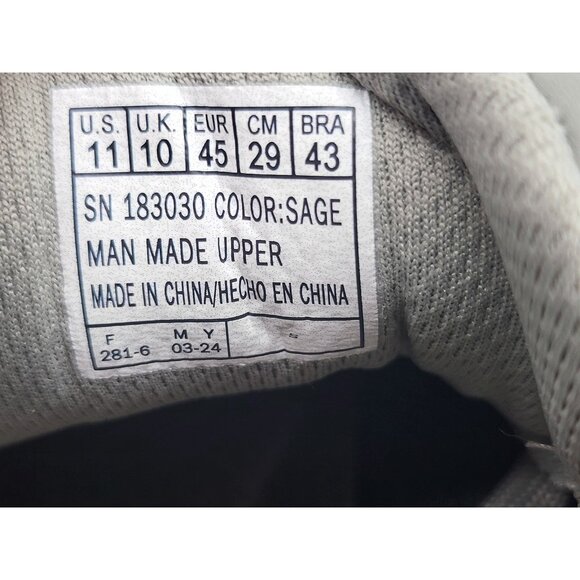 U.S. U.K. EUR CM BRA
11 10 45 29 43
SN 183030 COLOR:SAGE
MAN MADE UPPER
MADE IN CHINA/HECHO EN CHINA
F M Y
281-6 03-24